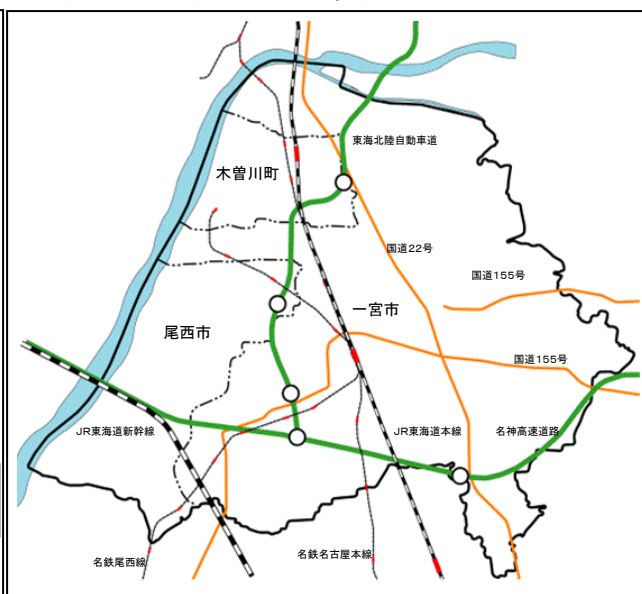 東海北陸自動車道
木曽川町
国道22号
国道155号
一宮市
尾西市
国道155号
JR東海道新幹線
JR東海道本線
名神高速道路
名鉄尾西線
名鉄名古屋本線